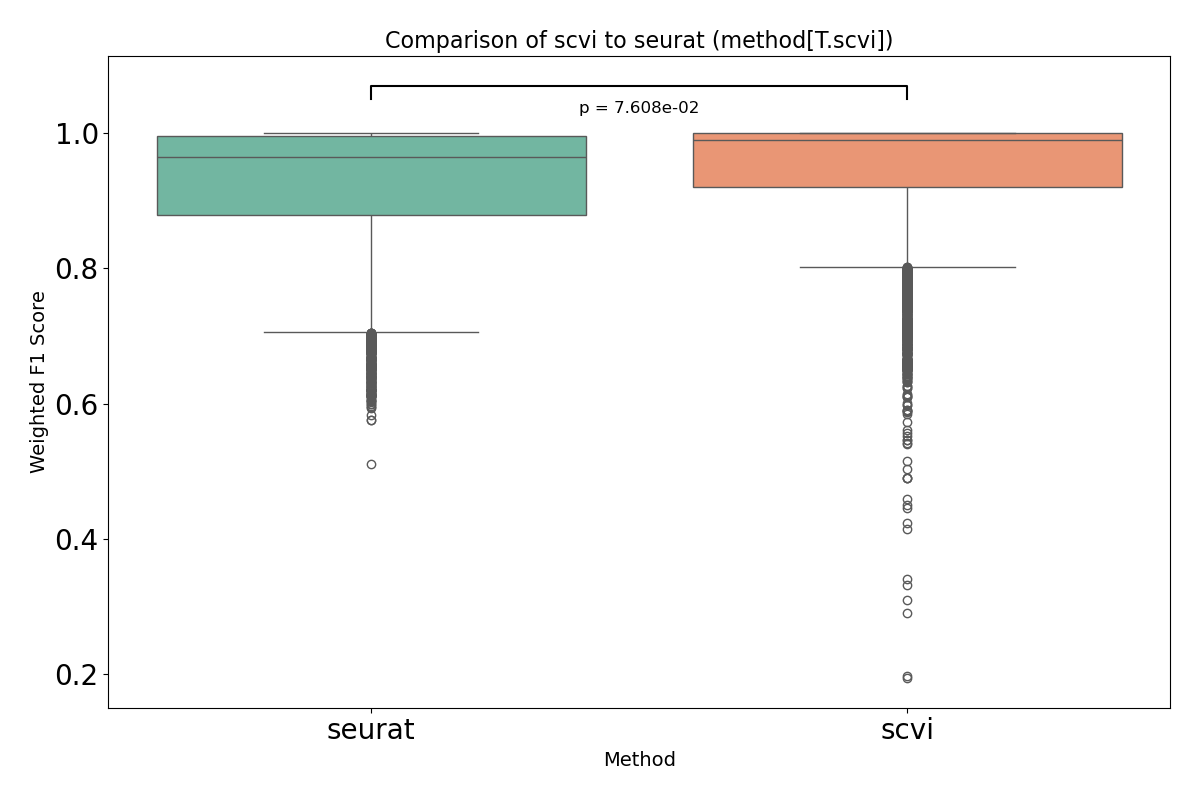 Comparison of scvi to seurat (method[T.scvi])
p = 7.608e-02
1.0
0.8
0.6
0.4
0.2
Weighted F1 Score
seurat
scvi
Method